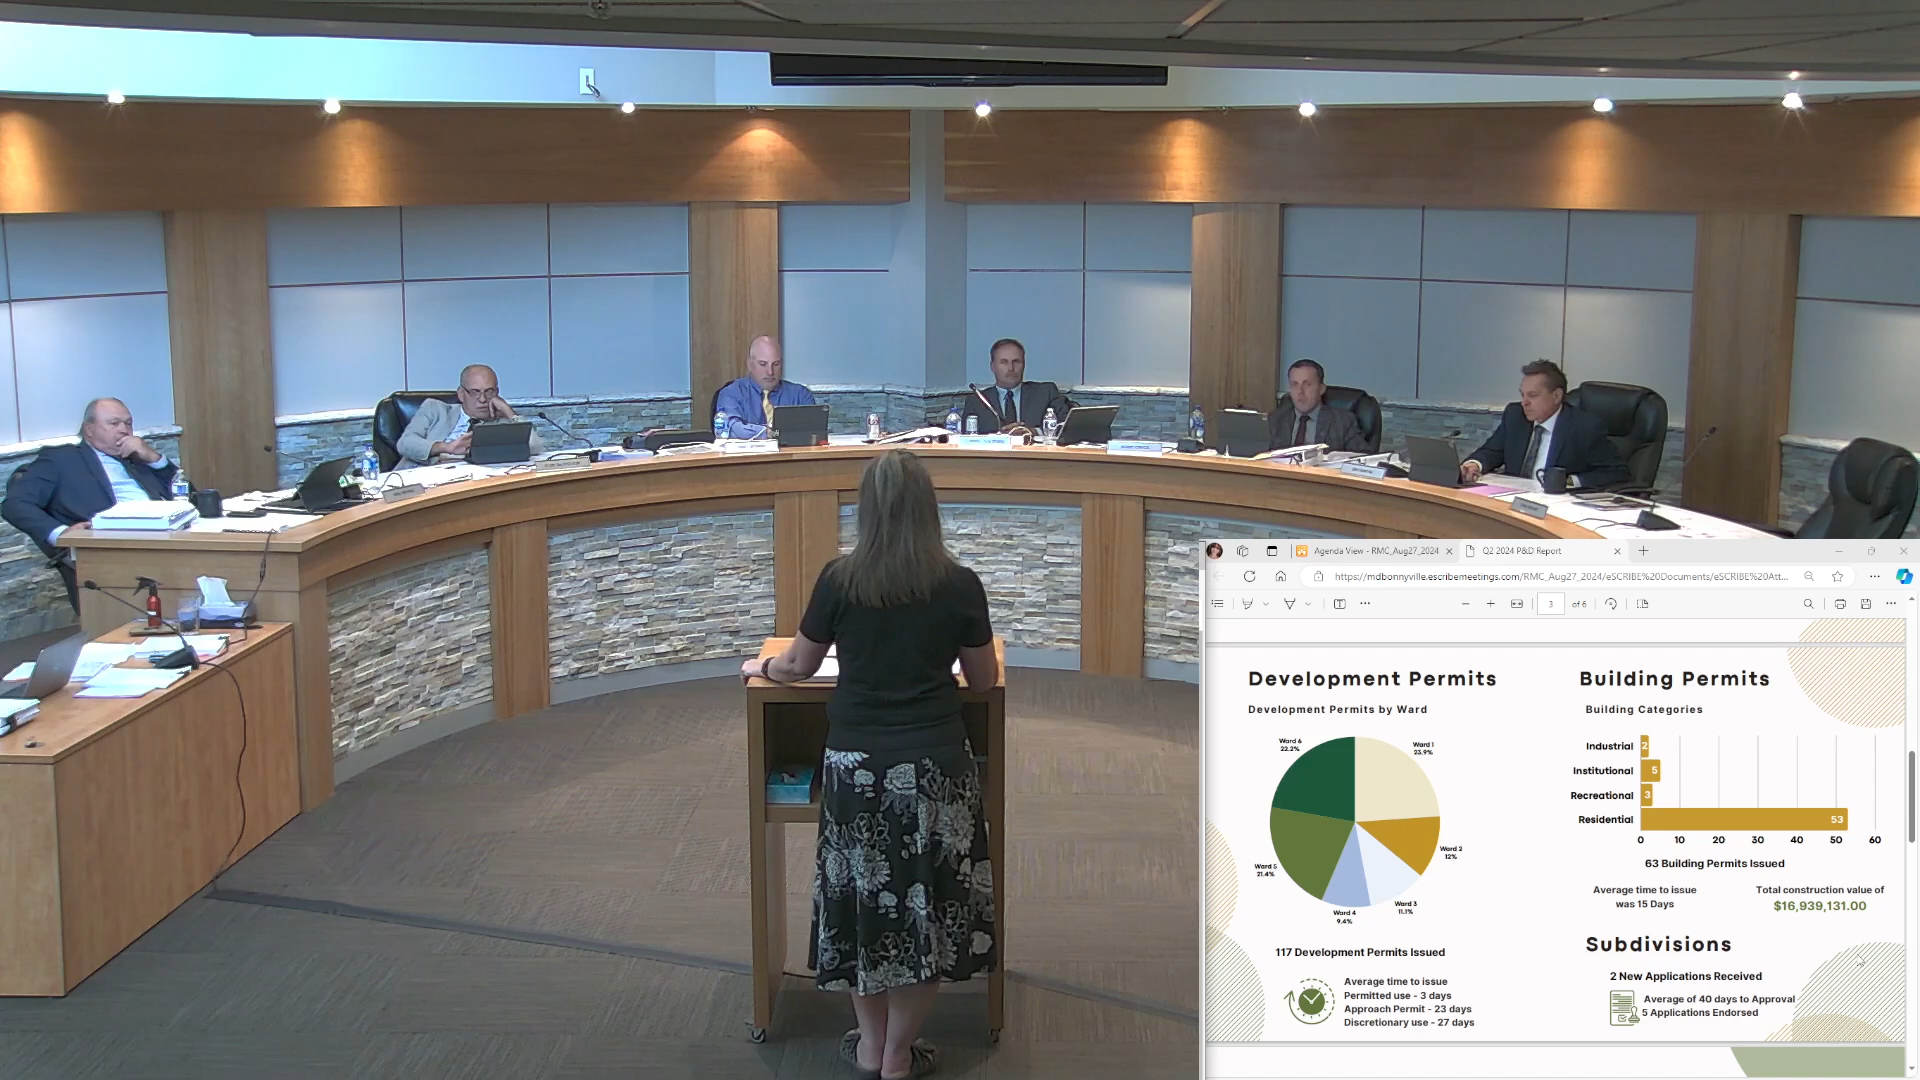 Agenda View - RMC_Aug27_2024
Q2 2024 P&D Report
https://mdbonnyville.escribemeetings.com/RMC_Aug27_2024/eSCRIBE%20Documents/eSCRIBE%20Att...
3 of 6
Development Permits
Development Permits by Ward
Ward 6
22.2%
Ward 1
23.9%
Ward 2
12%
Ward 5
21.4%
Ward 3
11.1%
Ward 4
9.4%
117 Development Permits Issued
Average time to issue
Permitted use - 3 days
Approach Permit - 23 days
Discretionary use - 27 days
Building Permits
Building Categories
Industrial 2
Institutional 5
Recreational 3
Residential 53
0 10 20 30 40 50 60
63 Building Permits Issued
Average time to issue
was 15 Days
Total construction value of
$16,939,131.00
Subdivisions
2 New Applications Received
Average of 40 days to Approval
5 Applications Endorsed